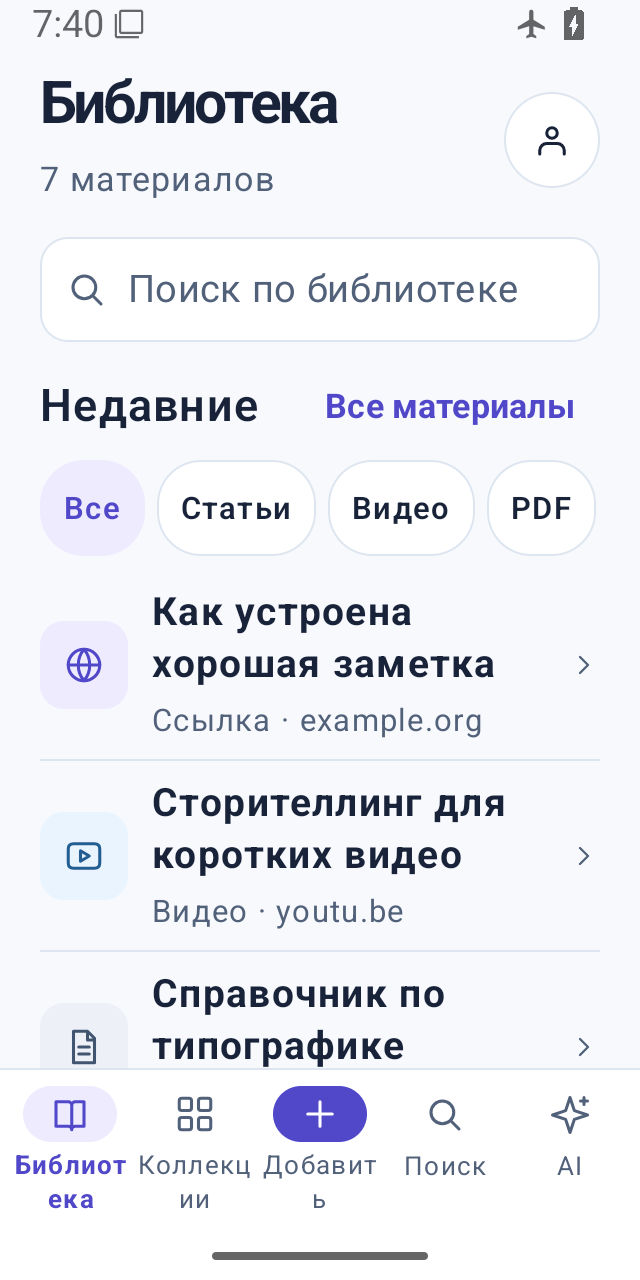 7:40
Библиотека
7 материалов
Поиск по библиотеке
Недавние
Все материалы
Все
Статьи
Видео
PDF
Как устроена
хорошая заметка
Ссылка · example.org
Сторителлинг для
коротких видео
Видео · youtu.be
Справочник по
типографике
Библиот
ека
Коллекц
ии
Добавит
ь
Поиск
AI